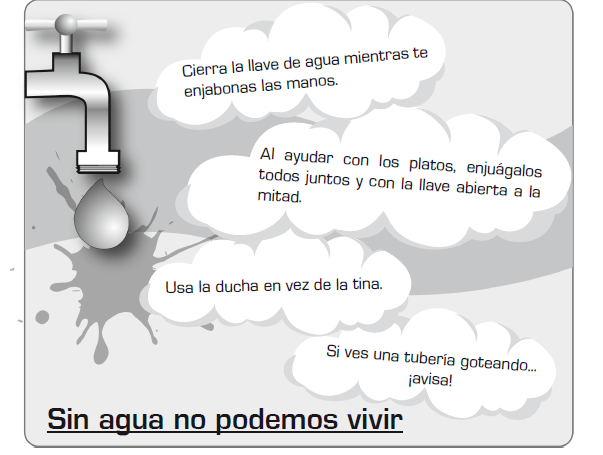 Cierra la llave de agua mientras te
enjabonas las manos.
Al ayudar con los platos, enjuágalos
todos juntos y con la llave abierta a la
mitad.
Usa la ducha en vez de la tina.
Si ves una tubería goteando...
¡avisa!
Sin agua no podemos vivir